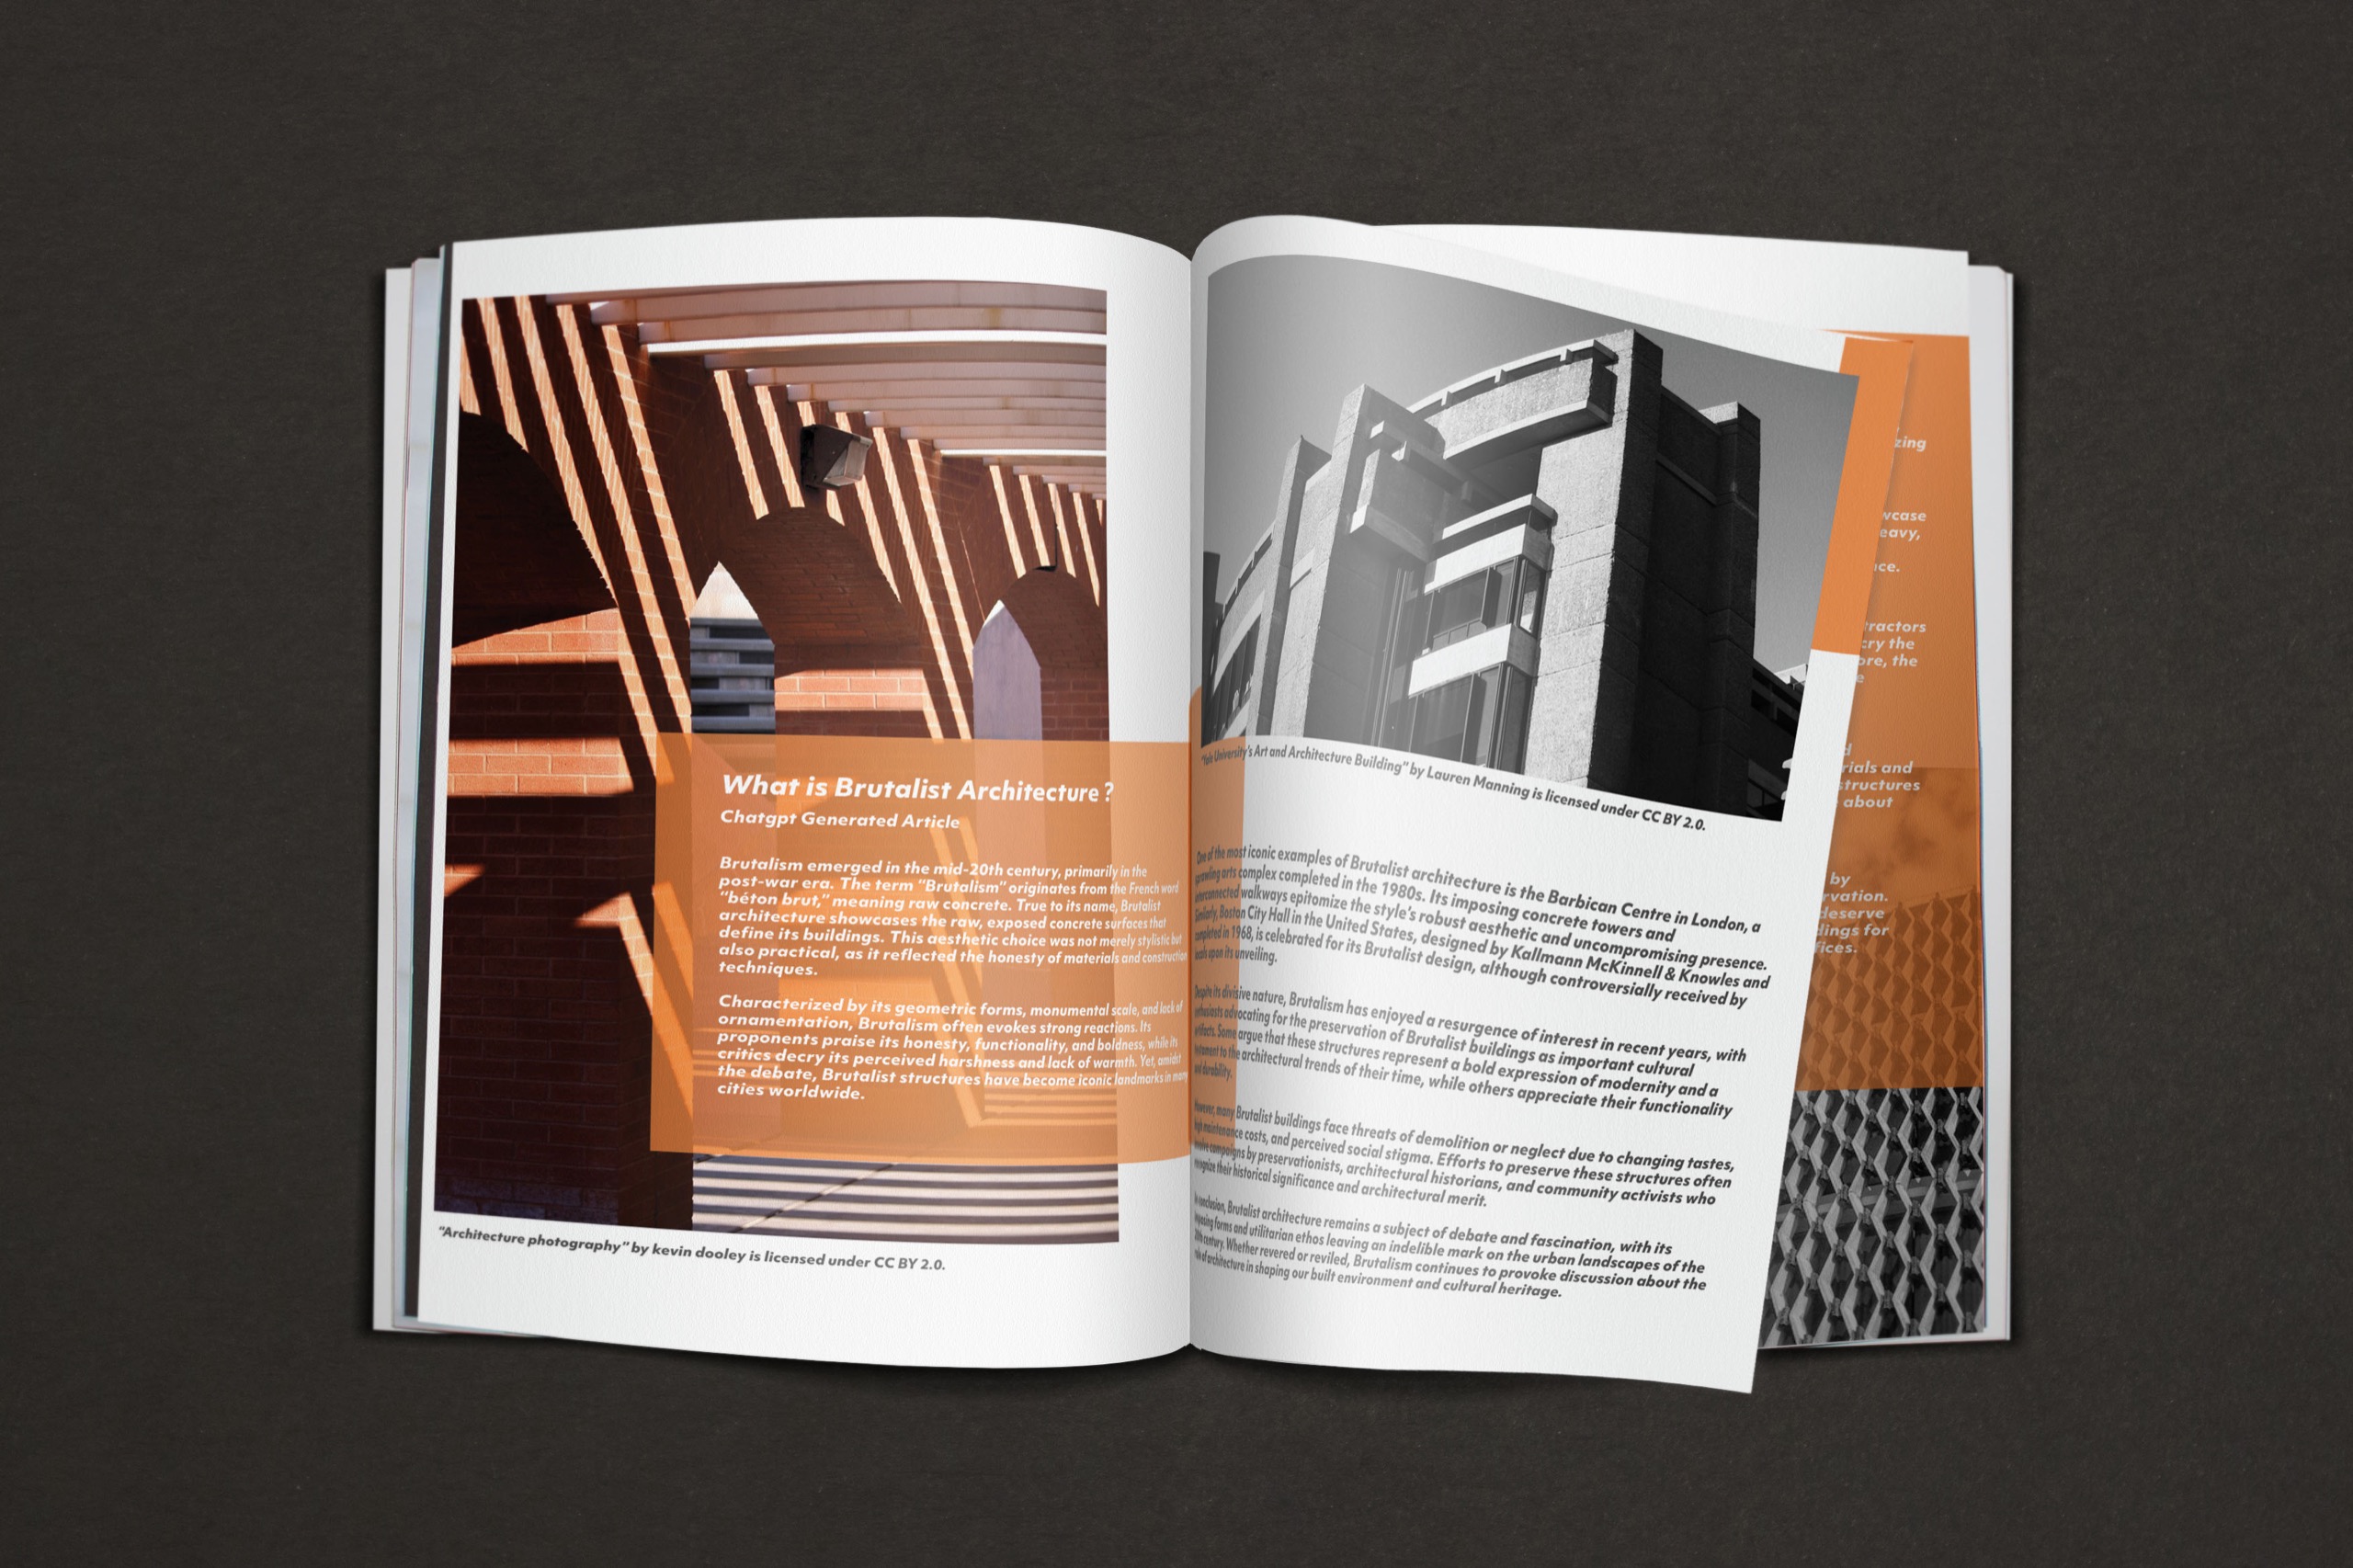 What is Brutalist Architecture ?
Chatgpt Generated Article
Brutalism emerged in the mid-20th century, primarily in the
post-war era. The term “Brutalism” originates from the French word
“béton brut,” meaning raw concrete. True to its name, Brutalist
architecture showcases the raw, exposed concrete surfaces that
define its buildings. This aesthetic choice was not merely stylistic but
also practical, as it reflected the honesty of materials and construction
techniques.
Characterized by its geometric forms, monumental scale, and lack of
ornamentation, Brutalism often evokes strong reactions. Its
proponents praise its honesty, functionality, and boldness, while its
critics decry its perceived harshness and lack of warmth. Yet, amidst
the debate, Brutalist structures have become iconic landmarks in many
cities worldwide.
“Architecture photography” by kevin dooley is licensed under CC BY 2.0.
“Yale University’s Art and Architecture Building” by Lauren Manning is licensed under CC BY 2.0.
One of the most iconic examples of Brutalist architecture is the Barbican Centre in London, a
sprawling arts complex completed in the 1980s. Its imposing concrete towers and
interconnected walkways epitomize the style’s robust aesthetic and uncompromising presence.
Similarly, Boston City Hall in the United States, designed by Kallmann McKinnell & Knowles and
completed in 1968, is celebrated for its Brutalist design, although controversially received by
locals upon its unveiling.
Despite its divisive nature, Brutalism has enjoyed a resurgence of interest in recent years, with
enthusiasts advocating for the preservation of Brutalist buildings as important cultural
artifacts. Some argue that these structures represent a bold expression of modernity and a
testament to the architectural trends of their time, while others appreciate their functionality
and durability.
However, many Brutalist buildings face threats of demolition or neglect due to changing tastes,
high maintenance costs, and perceived social stigma. Efforts to preserve these structures often
involve campaigns by preservationists, architectural historians, and community activists who
recognize their historical significance and architectural merit.
In conclusion, Brutalist architecture remains a subject of debate and fascination, with its
imposing forms and utilitarian ethos leaving an indelible mark on the urban landscapes of the
20th century. Whether revered or reviled, Brutalism continues to provoke discussion about the
role of architecture in shaping our built environment and cultural heritage.
zing
wcase
eavy,
ce.
tractors
cry the
ore, the
e
d
rials and
structures
about
by
rvation.
deserve
dings for
fices.